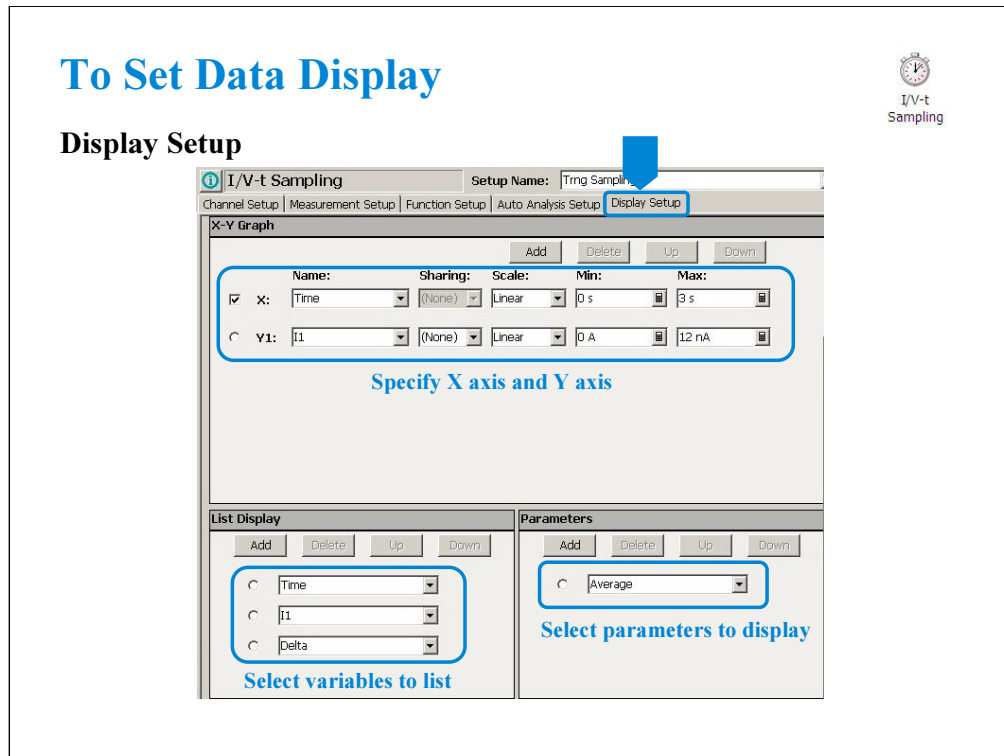 To Set Data Display
I/V-t
Sampling
Display Setup
I/V-t Sampling Setup Name: Trng Sampling
Channel Setup Measurement Setup Function Setup Auto Analysis Setup Display Setup
X-Y Graph
Add Delete Up Down
Name: Sharing: Scale: Min: Max:
X: Time (None) Linear 0 s 3 s
Y1: I1 (None) Linear 0 A 12 nA
Specify X axis and Y axis
List Display
Add Delete Up Down
Time
I1
Delta
Select variables to list
Parameters
Add Delete Up Down
Average
Select parameters to display